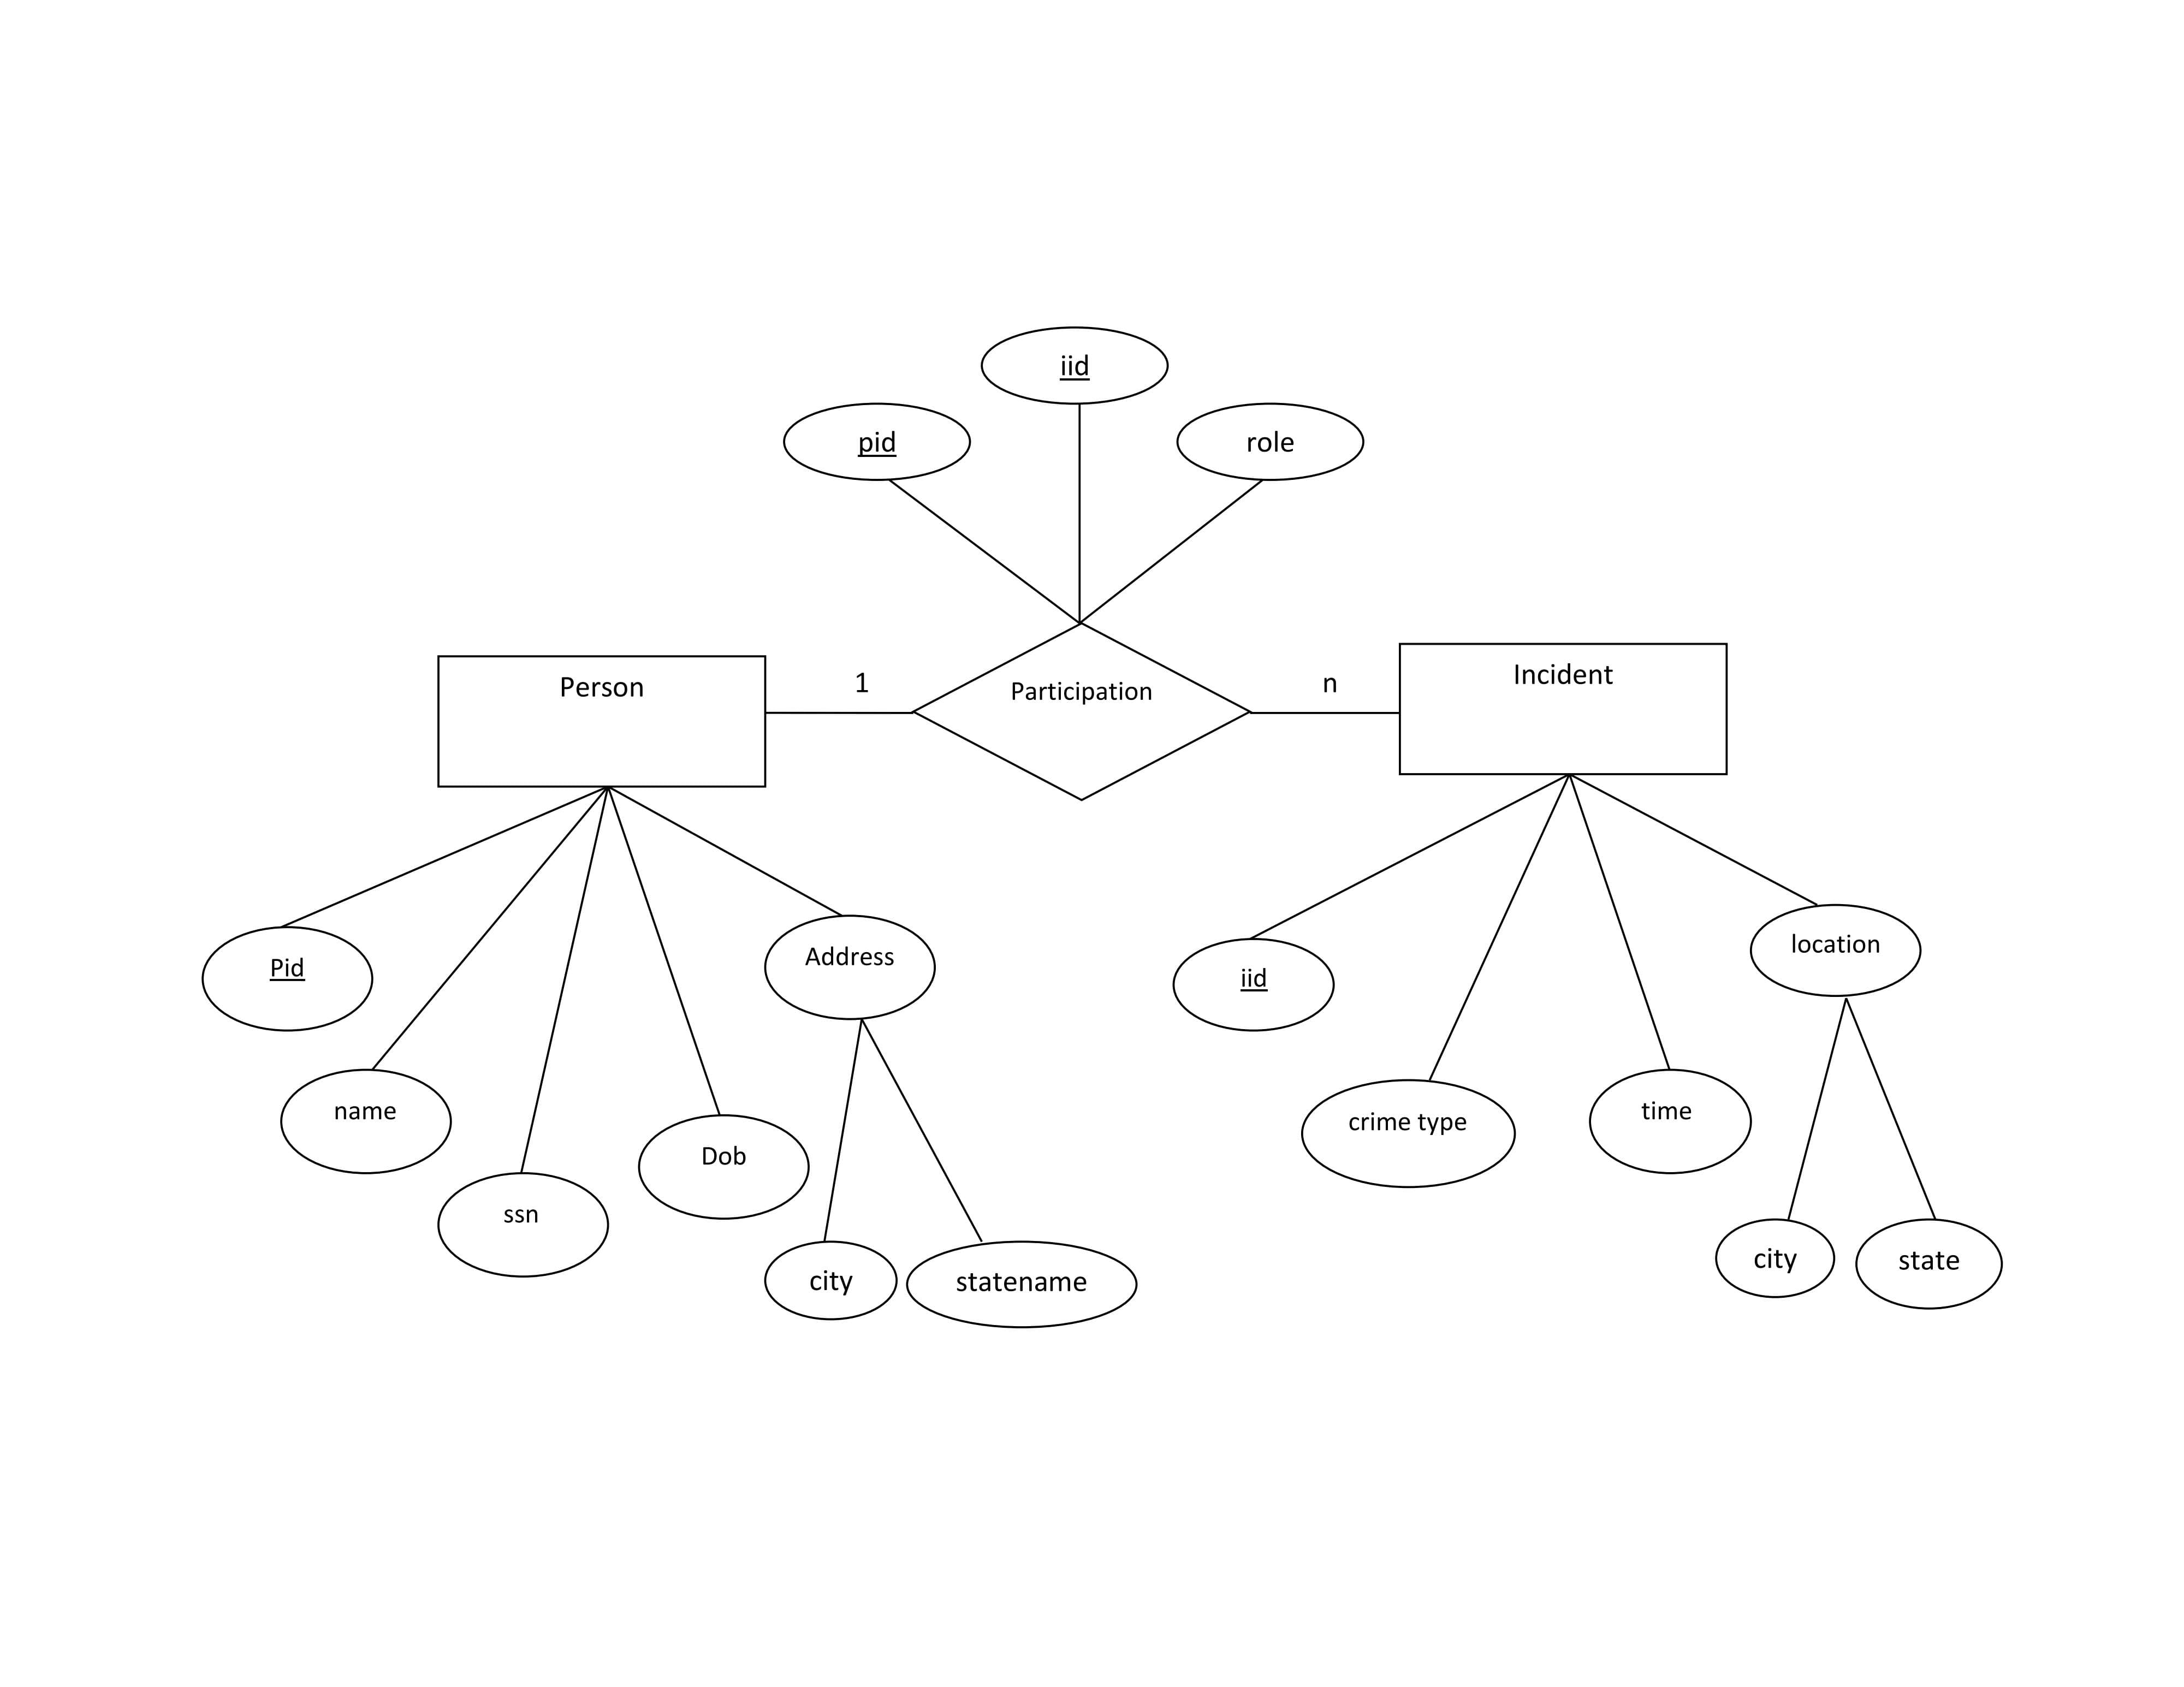 iid
pid
role
Person
1
Participation
n
Incident
Pid
name
ssn
Dob
Address
city
statename
iid
crime type
time
location
city
state